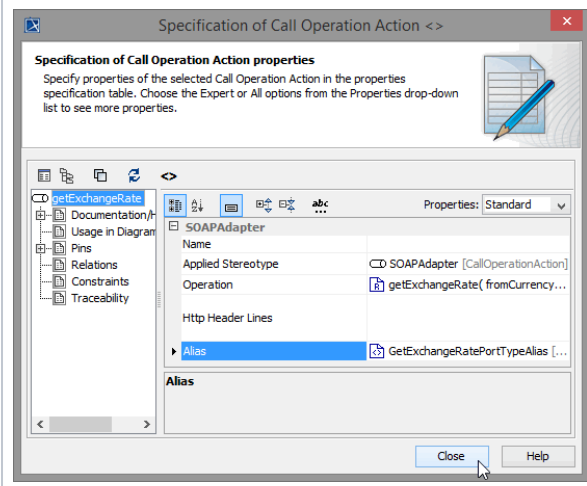 Specification of Call Operation Action <>
Specification of Call Operation Action properties
Specify properties of the selected Call Operation Action in the properties
specification table. Choose the Expert or All options from the Properties drop-down
list to see more properties.
abc
Properties: Standard
getExchangeRate
Documentation/H
Usage in Diagram
Pins
Relations
Constraints
Traceability
SOAPAdapter
Name
Applied Stereotype SOAPAdapter [CallOperationAction]
Operation getExchangeRate( fromCurrency...
Http Header Lines
Alias GetExchangeRatePortTypeAlias [...
Alias
Close Help